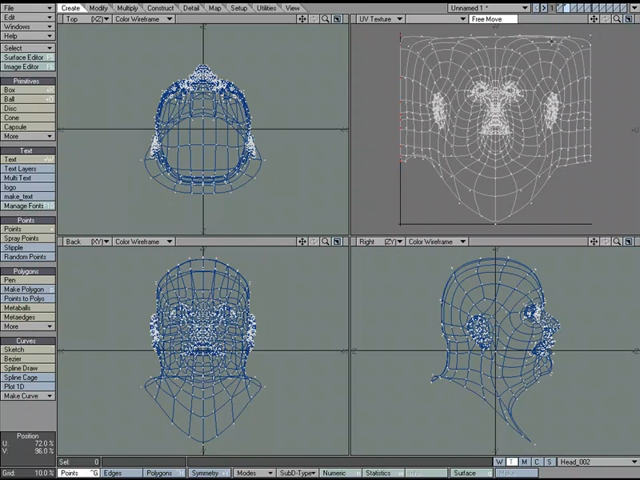 File Create Modify Multiply Construct Detail Map Setup Utilities View Unnamed 1 * 1
Edit
Windows
Help
Select
Surface Editor
Image Editor
Primitives
Box
Ball
Disc
Cone
Capsule
More
Text
Text
Text Layers
Multi Text
logo
make_text
Manage Fonts
Points
Points
Spray Points
Stipple
Random Points
Polygons
Pen
Make Polygon
Points to Polys
Metaballs
Metaedges
More
Curves
Sketch
Bezier
Spline Draw
Spline Cage
Plot 1D
Make Curve
Position
U: 72.0 %
V: 96.0 %
Grid: 10.0 %
Top (XZ) Color Wireframe
UV Texture Free Move
Back (XY) Color Wireframe
Right (ZY) Color Wireframe
Sel: 0 W T M C S Head_002
Points ^G Edges Polygons Symmetry Modes SubD-Type Numeric Statistics Surface